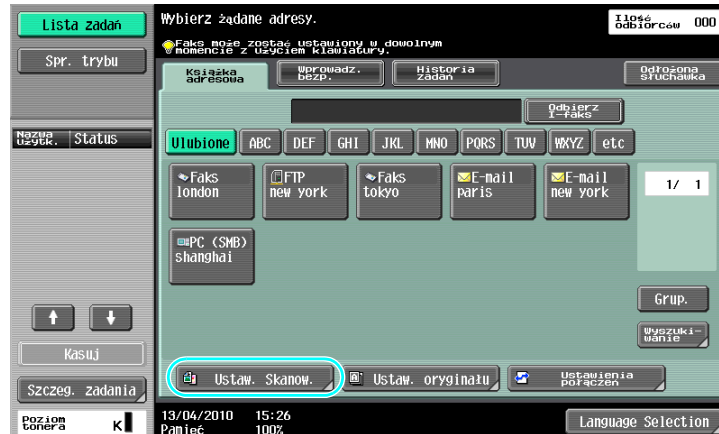 Lista zadań
Spr. trybu
Nazwa użytk.
Status
Kasuj
Szczeg. zadania
Poziom tonera
K
Wybierz żądane adresy.
Ilość odbiorców 000
Faks może zostać ustawiony w dowolnym
momencie z użyciem klawiatury.
Książka adresowa
Wprowadz. bezp.
Historia zadań
Odłożona słuchawka
Odbierz I-faks
Ulubione ABC DEF GHI JKL MNO PQRS TUV WXYZ etc
Faks london
FTP new york
Faks tokyo
E-mail paris
E-mail new york
1/ 1
PC (SMB) shanghai
Grup.
Wyszuki-wanie
Ustaw. Skanow.
Ustaw. oryginału
Ustawienia połączeń
13/04/2010 15:26
Pamięć 100%
Language Selection